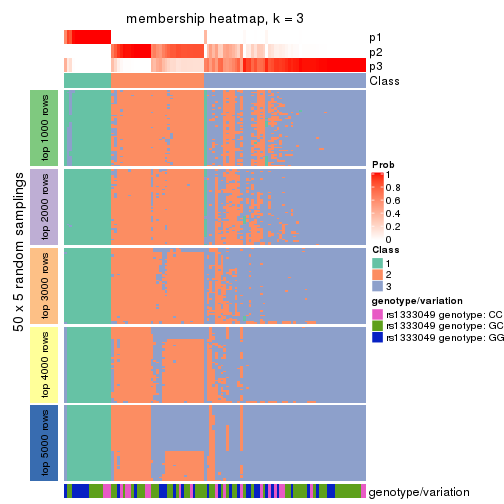 membership heatmap, k = 3
p1
p2
p3
Class
50 x 5 random samplings
top 1000 rows
top 2000 rows
top 3000 rows
top 4000 rows
top 5000 rows
Prob
1
0.8
0.6
0.4
0.2
0
Class
1
2
3
genotype/variation
rs1333049 genotype: CC
rs1333049 genotype: GC
rs1333049 genotype: GG
genotype/variation